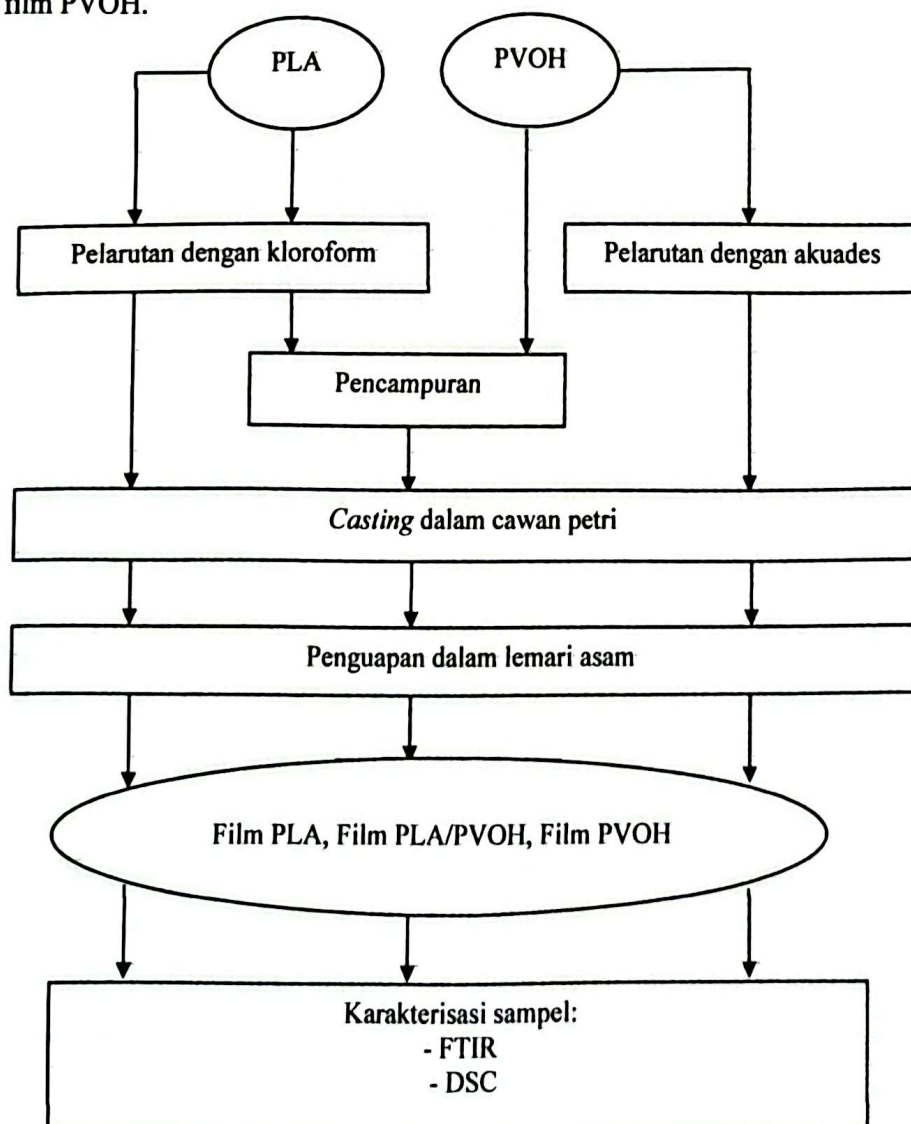 film PVOH.
PLA
PVOH
Pelarutan dengan kloroform
Pelarutan dengan akuades
Pencampuran
Casting dalam cawan petri
Penguapan dalam lemari asam
Film PLA, Film PLA/PVOH, Film PVOH
Karakterisasi sampel:
- FTIR
- DSC